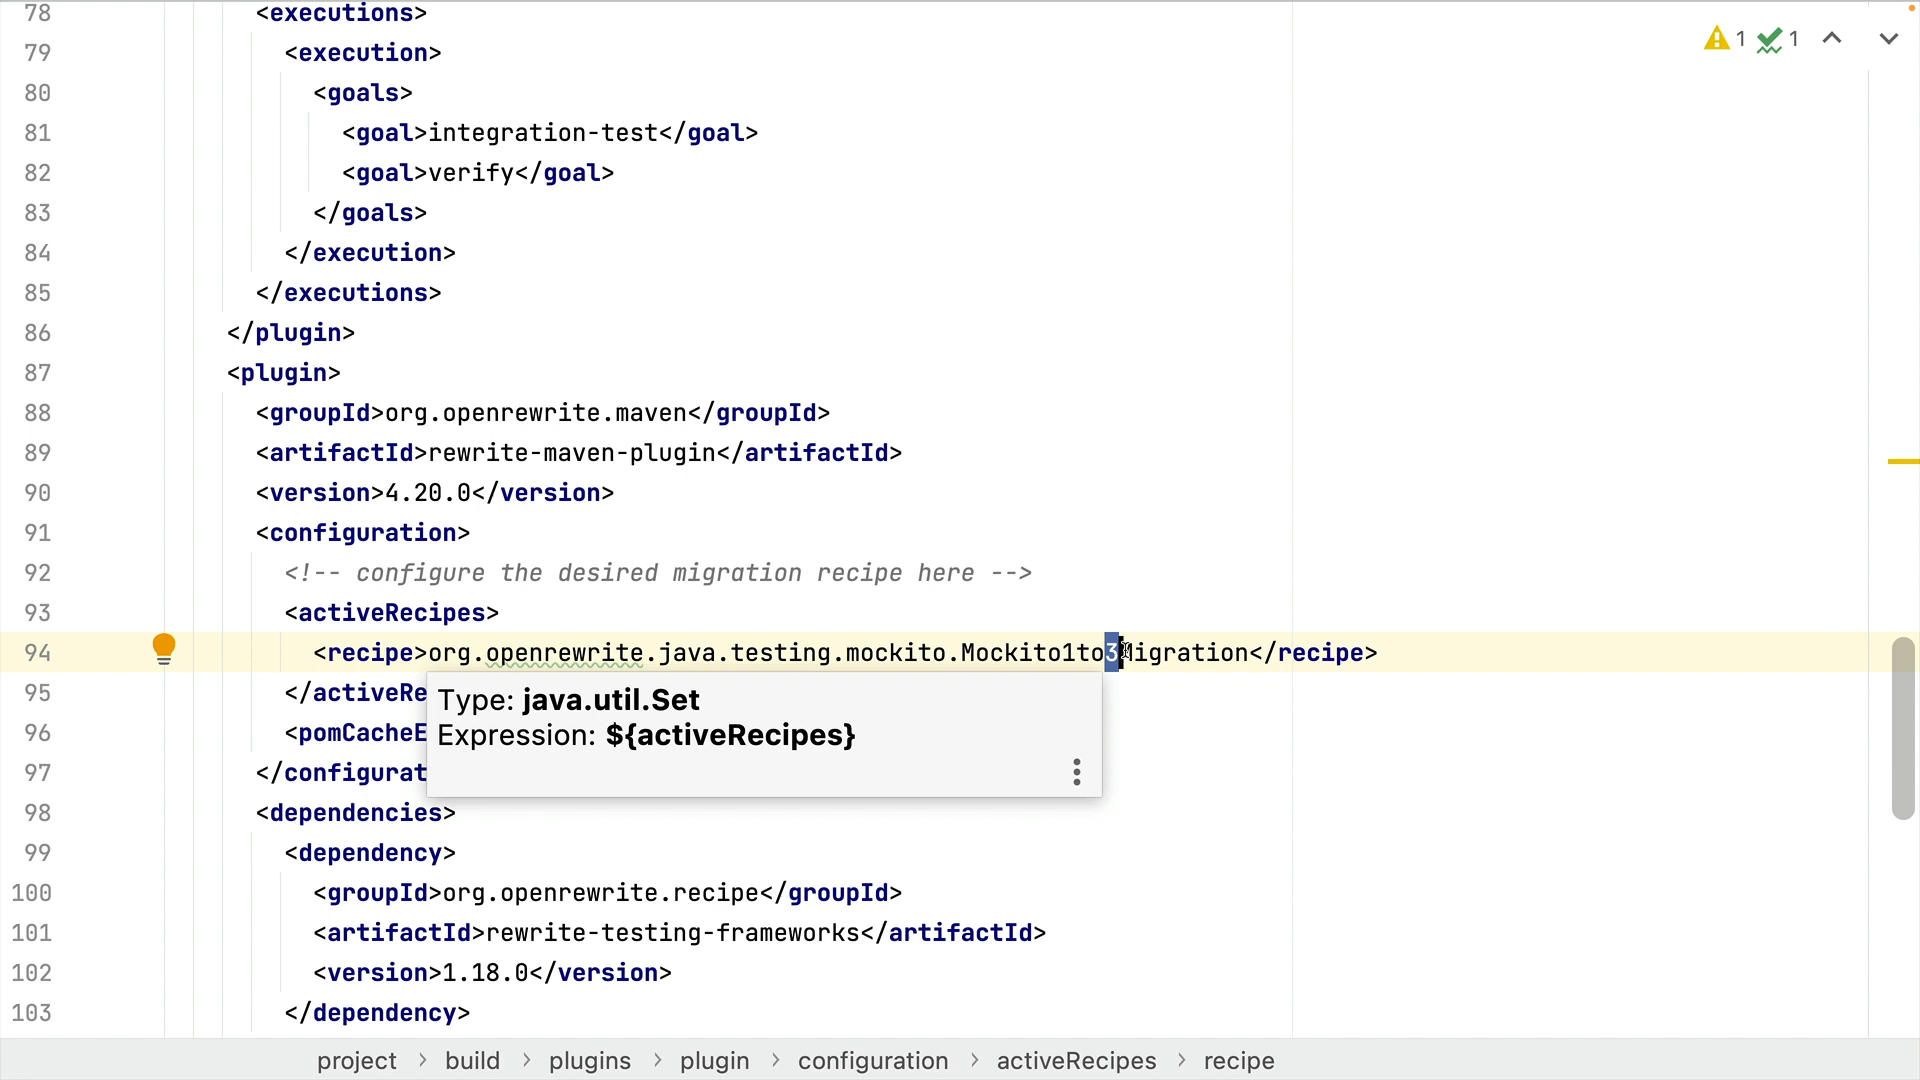 78 <executions>
79 <execution>
80 <goals>
81 <goal>integration-test</goal>
82 <goal>verify</goal>
83 </goals>
84 </execution>
85 </executions>
86 </plugin>
87 <plugin>
88 <groupId>org.openrewrite.maven</groupId>
89 <artifactId>rewrite-maven-plugin</artifactId>
90 <version>4.20.0</version>
91 <configuration>
92 <!-- configure the desired migration recipe here -->
93 <activeRecipes>
94 <recipe>org.openrewrite.java.testing.mockito.Mockito1to3Migration</recipe>
95 </activeRe
Type: java.util.Set
96 <pomCacheE
Expression: ${activeRecipes}
97 </configurat
98 <dependencies>
99 <dependency>
100 <groupId>org.openrewrite.recipe</groupId>
101 <artifactId>rewrite-testing-frameworks</artifactId>
102 <version>1.18.0</version>
103 </dependency>
1 1
project > build > plugins > plugin > configuration > activeRecipes > recipe